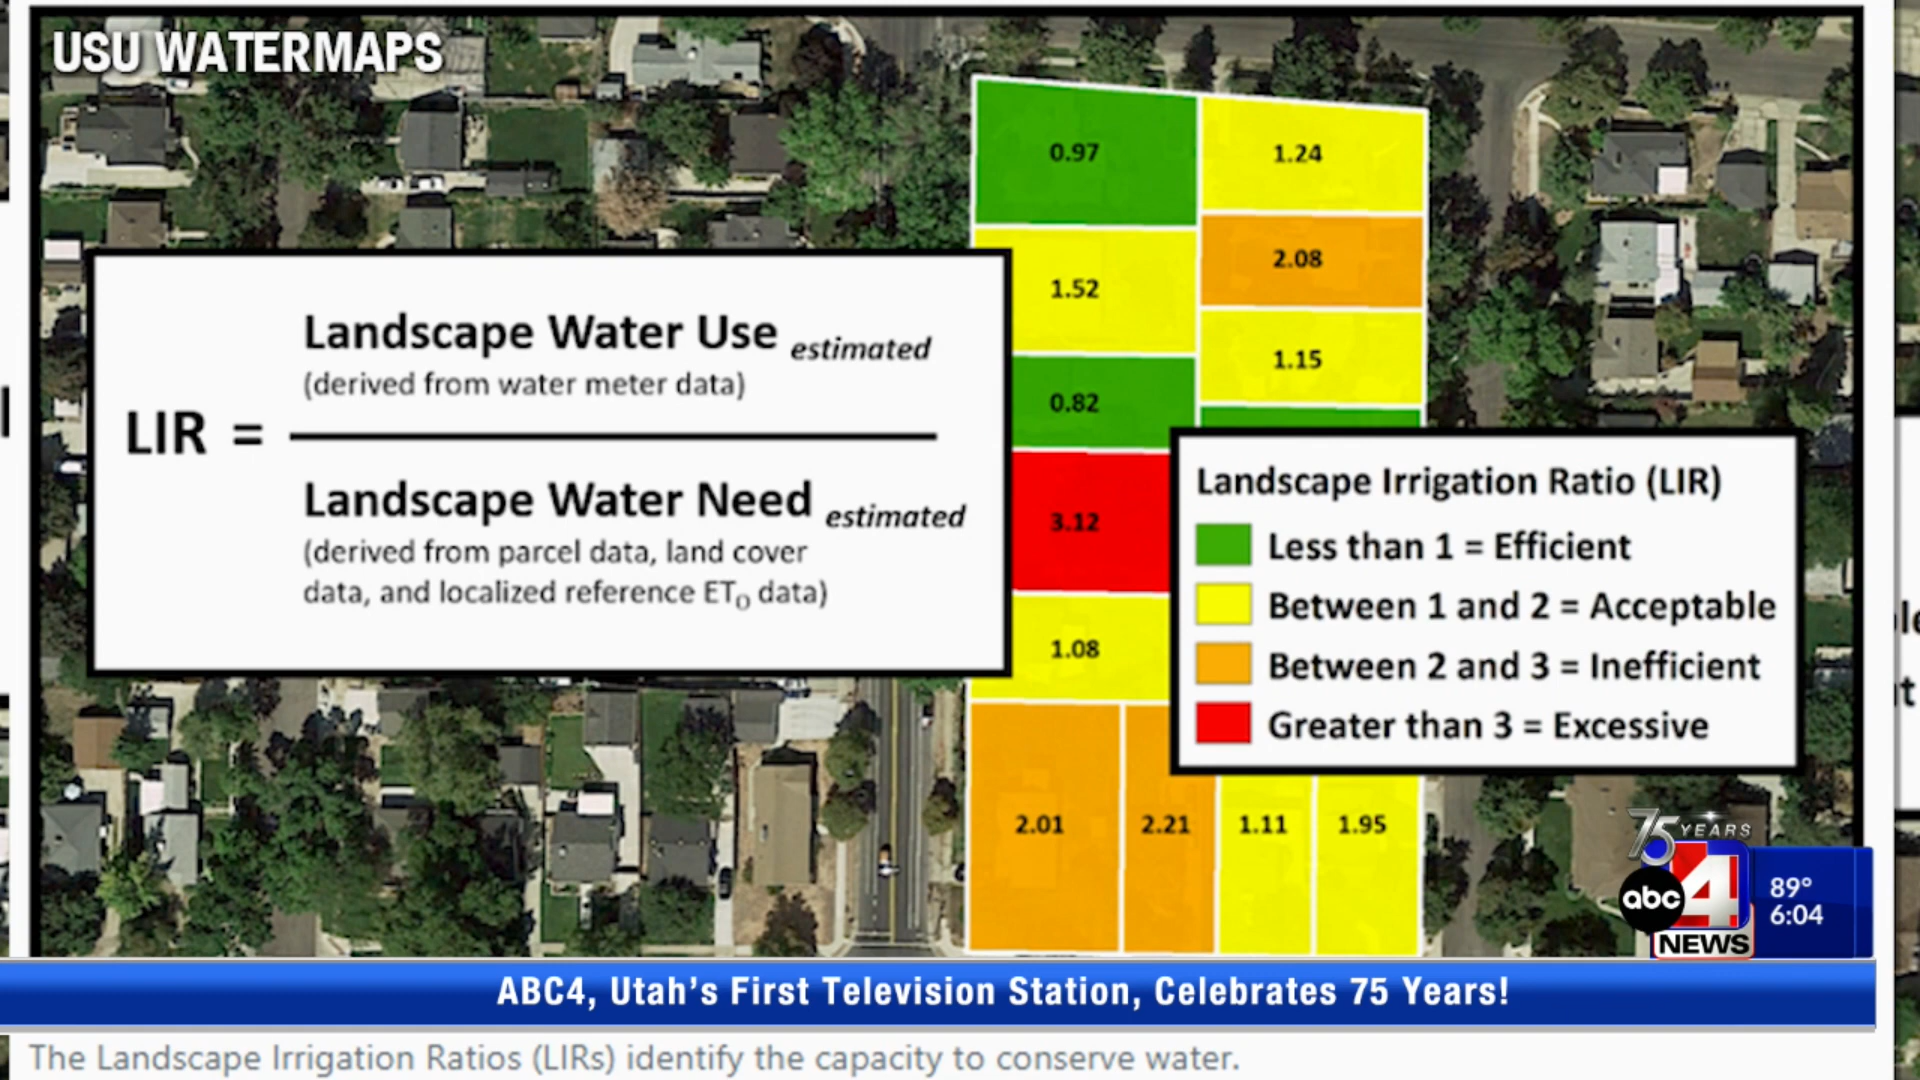 USU WATERMAPS
0.97
1.24
1.52
2.08
0.82
1.15
3.12
1.08
2.01
2.21
1.11
1.95
LIR =
Landscape Water Use estimated
(derived from water meter data)
Landscape Water Need estimated
(derived from parcel data, land cover
data, and localized reference ET₀ data)
Landscape Irrigation Ratio (LIR)
Less than 1 = Efficient
Between 1 and 2 = Acceptable
Between 2 and 3 = Inefficient
Greater than 3 = Excessive
75 YEARS
abc 4
NEWS
89°
6:04
ABC4, Utah's First Television Station, Celebrates 75 Years!
The Landscape Irrigation Ratios (LIRs) identify the capacity to conserve water.